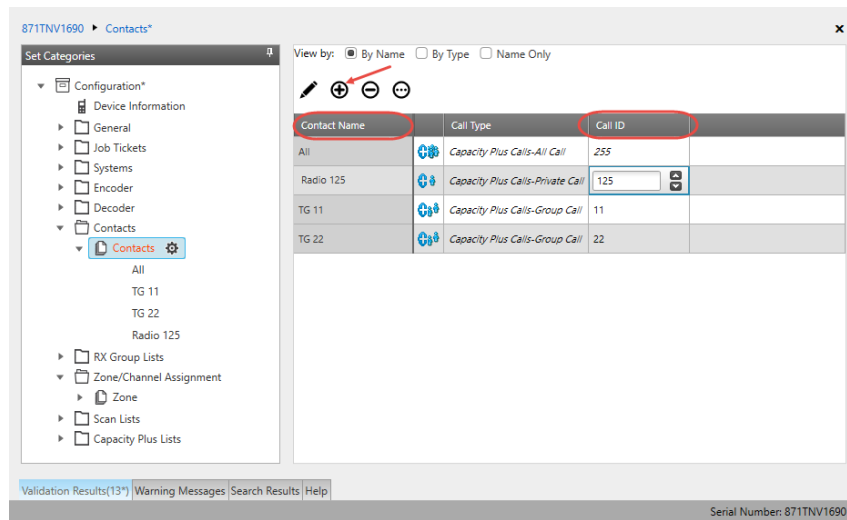 871TNV1690 Contacts*
Set Categories
Configuration*
Device Information
General
Job Tickets
Systems
Encoder
Decoder
Contacts
Contacts
All
TG 11
TG 22
Radio 125
RX Group Lists
Zone/Channel Assignment
Zone
Scan Lists
Capacity Plus Lists
View by: By Name By Type Name Only
Contact Name Call Type Call ID
All Capacity Plus Calls-All Call 255
Radio 125 Capacity Plus Calls-Private Call 125
TG 11 Capacity Plus Calls-Group Call 11
TG 22 Capacity Plus Calls-Group Call 22
Validation Results(13*) Warning Messages Search Results Help
Serial Number: 871TNV1690